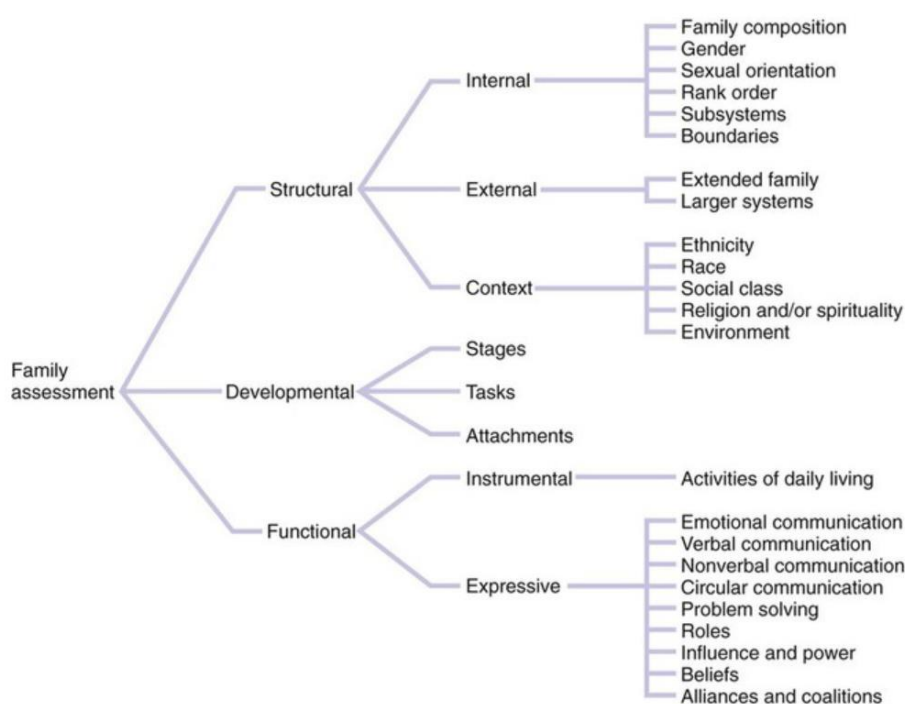 Family assessment
Structural
Internal
Family composition
Gender
Sexual orientation
Rank order
Subsystems
Boundaries
External
Extended family
Larger systems
Context
Ethnicity
Race
Social class
Religion and/or spirituality
Environment
Developmental
Stages
Tasks
Attachments
Functional
Instrumental
Activities of daily living
Expressive
Emotional communication
Verbal communication
Nonverbal communication
Circular communication
Problem solving
Roles
Influence and power
Beliefs
Alliances and coalitions